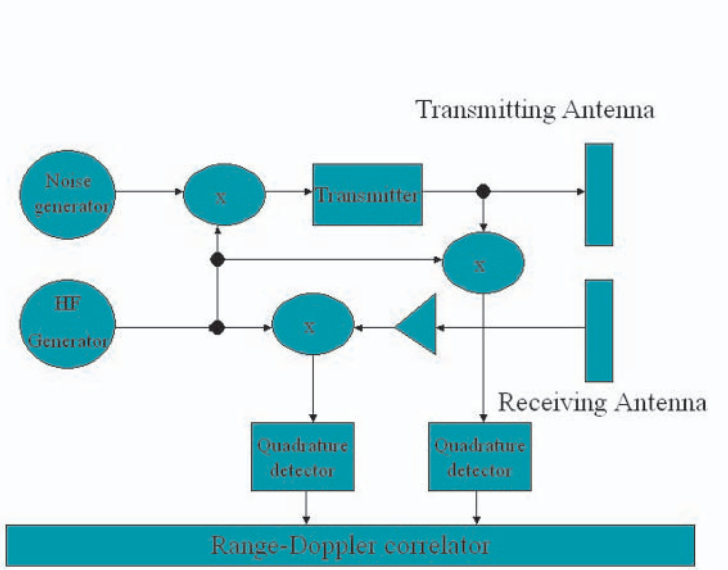 Transmitting Antenna
Noise
generator
x
Transmitter
x
HF
Generator
x
Receiving Antenna
Quadrature
detector
Quadrature
detector
Range-Doppler correlator